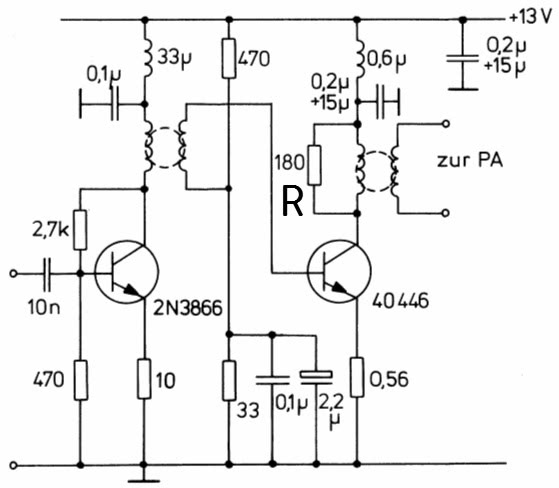 +13V
33µ
470
0,6µ
0,2µ
+15µ
0,1µ
0,2µ
+15µ
180
R
zur PA
2,7k
10n
2N3866
40446
470
10
33
0,1µ
2,2
µ
0,56